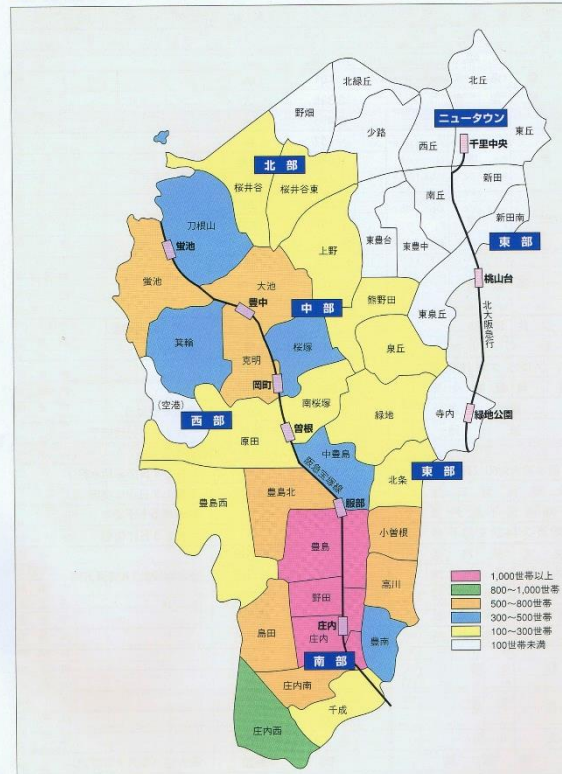 北緑丘
野畑
北丘
ニュータウン
少路
西丘
東丘
千里中央
北部
桜井谷
桜井谷東
南丘
新田
新田南
刀根山
上野
東豊台
東豊中
東部
蛍池
桃山台
蛍池
大池
熊野田
東泉丘
豊中
中部
北大阪急行
箕輪
克明
桜塚
泉丘
岡町
(空港)
南桜塚
緑地
寺内
緑地公園
西部
曽根
原田
中豊島
東部
阪急宝塚線
北条
豊島西
豊島北
服部
小曽根
豊島
高川
野田
島田
庄内
庄内
豊南
南部
庄内南
千成
庄内西
1,000世帯以上
800〜1,000世帯
500〜800世帯
300〜500世帯
100〜300世帯
100世帯未満